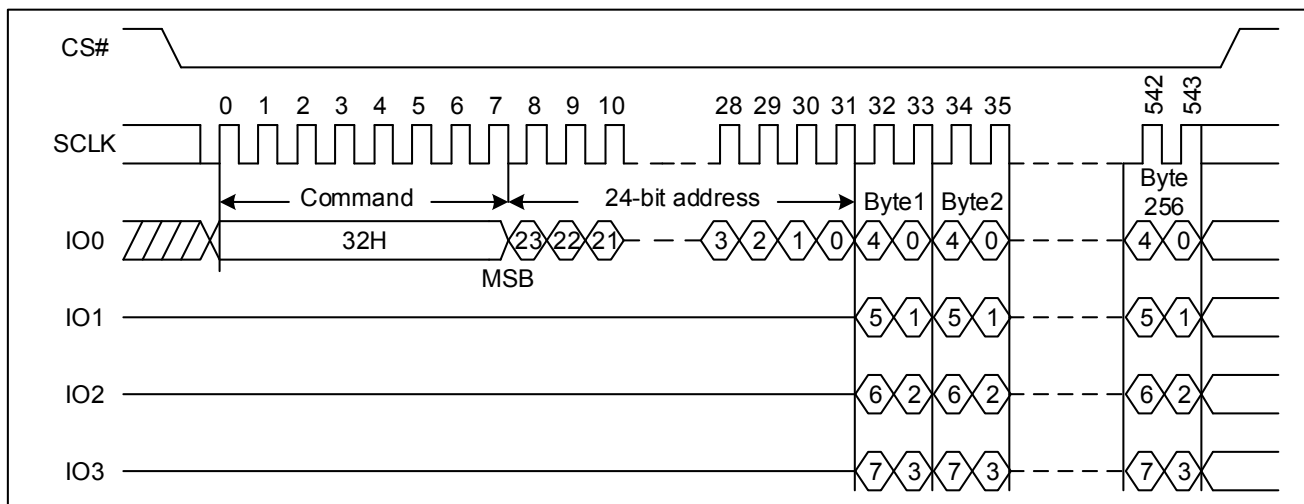 CS#
0 1 2 3 4 5 6 7 8 9 10 28 29 30 31 32 33 34 35 542 543
SCLK
Command 24-bit address Byte1 Byte2 Byte
256
IO0 32H 23 22 21 3 2 1 0 4 0 4 0 4 0
MSB
IO1 5 1 5 1 5 1
IO2 6 2 6 2 6 2
IO3 7 3 7 3 7 3